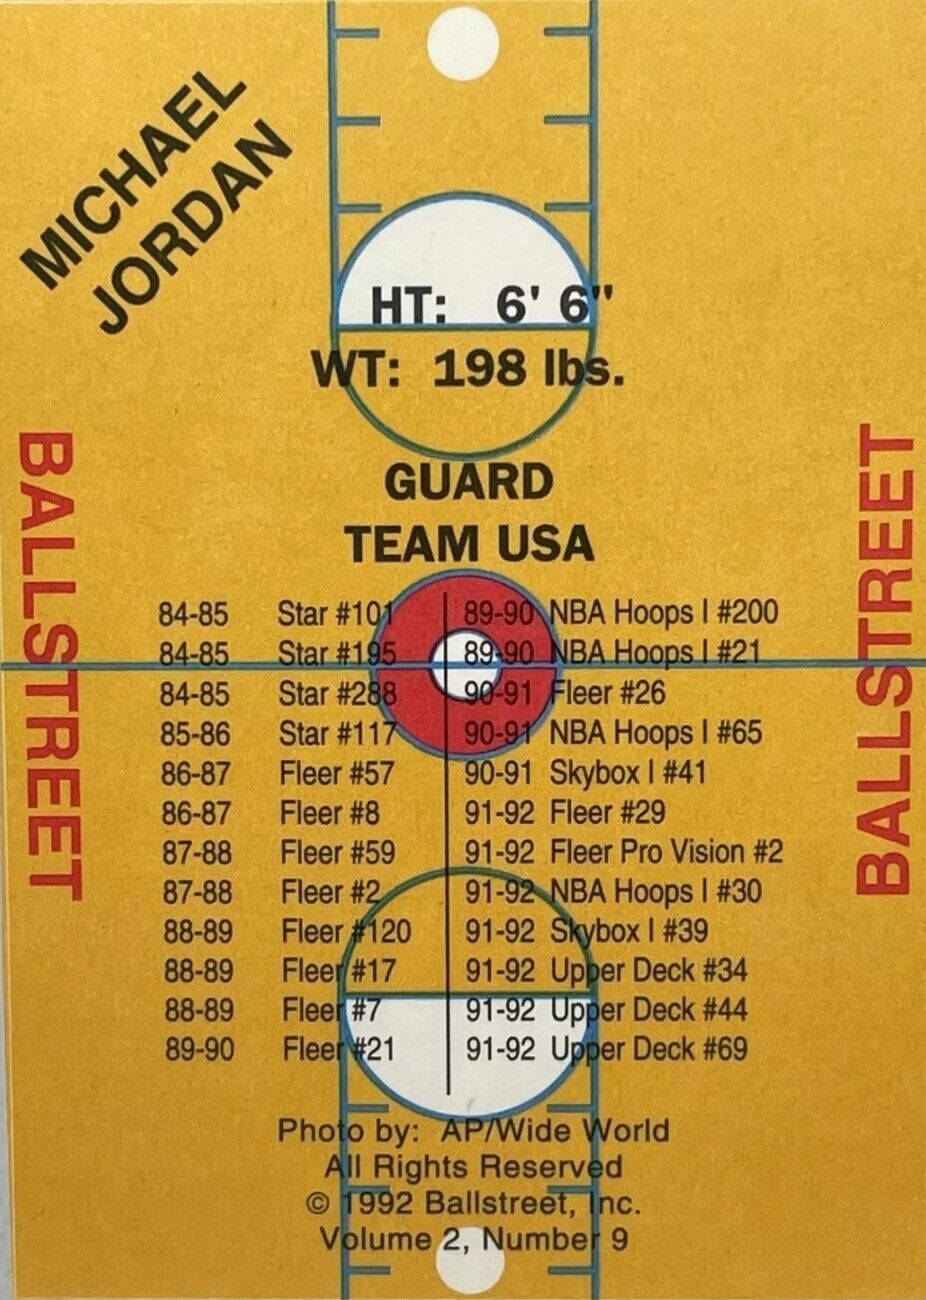 MICHAEL
JORDAN
HT: 6' 6"
WT: 198 lbs.
GUARD
TEAM USA
BALLSTREET
BALLSTREET
84-85 Star #101
84-85 Star #195
84-85 Star #288
85-86 Star #117
86-87 Fleer #57
86-87 Fleer #8
87-88 Fleer #59
87-88 Fleer #2
88-89 Fleer #120
88-89 Fleer #17
88-89 Fleer #7
89-90 Fleer #21
89-90 NBA Hoops I #200
89-90 NBA Hoops I #21
90-91 Fleer #26
90-91 NBA Hoops I #65
90-91 Skybox I #41
91-92 Fleer #29
91-92 Fleer Pro Vision #2
91-92 NBA Hoops I #30
91-92 Skybox I #39
91-92 Upper Deck #34
91-92 Upper Deck #44
91-92 Upper Deck #69
Photo by: AP/Wide World
All Rights Reserved
© 1992 Ballstreet, Inc.
Volume 2, Number 9